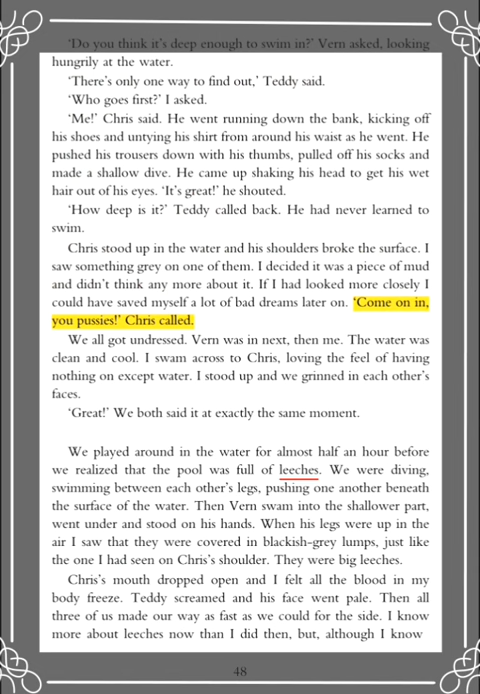 ‘Do you think it’s deep enough to swim in?’ Vern asked, looking
hungrily at the water.
‘There’s only one way to find out,’ Teddy said.
‘Who goes first?’ I asked.
‘Me!’ Chris said. He went running down the bank, kicking off
his shoes and untying his shirt from around his waist as he went. He
pushed his trousers down with his thumbs, pulled off his socks and
made a shallow dive. He came up shaking his head to get his wet
hair out of his eyes. ‘It’s great!’ he shouted.
‘How deep is it?’ Teddy called back. He had never learned to
swim.
Chris stood up in the water and his shoulders broke the surface. I
saw something grey on one of them. I decided it was a piece of mud
and didn’t think any more about it. If I had looked more closely I
could have saved myself a lot of bad dreams later on. ‘Come on in,
you pussies!’ Chris called.
We all got undressed. Vern was in next, then me. The water was
clean and cool. I swam across to Chris, loving the feel of having
nothing on except water. I stood up and we grinned in each other’s
faces.
‘Great!’ We both said it at exactly the same moment.
We played around in the water for almost half an hour before
we realized that the pool was full of leeches. We were diving,
swimming between each other’s legs, pushing one another beneath
the surface of the water. Then Vern swam into the shallower part,
went under and stood on his hands. When his legs were up in the
air I saw that they were covered in blackish-grey lumps, just like
the one I had seen on Chris’s shoulder. They were big leeches.
Chris’s mouth dropped open and I felt all the blood in my
body freeze. Teddy screamed and his face went pale. Then all
three of us made our way as fast as we could for the side. I know
more about leeches now than I did then, but, although I know
48